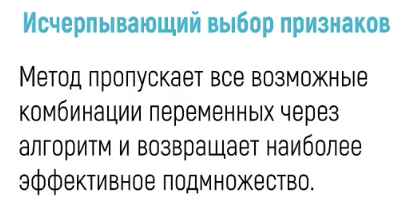 Исчерпывающий выбор признаков
Метод пропускает все возможные
комбинации переменных через
алгоритм и возвращает наиболее
эффективное подмножество.